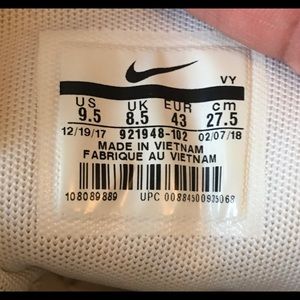 VY
US UK EUR cm
9.5 8.5 43 27.5
12/19/17 921948-102 02/07/18
MADE IN VIETNAM
FABRIQUE AU VIETNAM
108089889 UPC 00884500935068